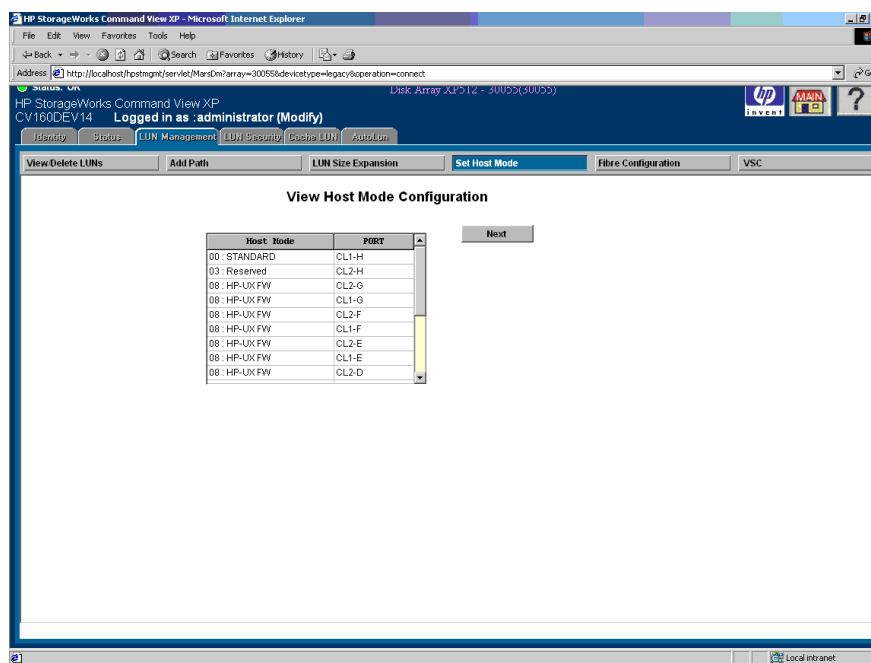 HP StorageWorks Command View XP - Microsoft Internet Explorer
File Edit View Favorites Tools Help
Back Search Favorites History
Address http://localhost/hpstmgmt/servlet/MarsDm?array=30055&devicetype=legacy&operation=connect
Status: OK Disk Array XP512 - 30055(30055)
HP StorageWorks Command View XP
CV160DEV14 Logged in as :administrator (Modify)
hp
invent
MAIN
?
Identity Status LUN Management LUN Security Cache LUN AutoLun
View/Delete LUNs Add Path LUN Size Expansion Set Host Mode Fibre Configuration VSC
View Host Mode Configuration
Next
Host Mode PORT
00 : STANDARD CL1-H
03 : Reserved CL2-H
08 : HP-UX FW CL2-G
08 : HP-UX FW CL1-G
08 : HP-UX FW CL2-F
08 : HP-UX FW CL1-F
08 : HP-UX FW CL2-E
08 : HP-UX FW CL1-E
08 : HP-UX FW CL2-D
Local intranet